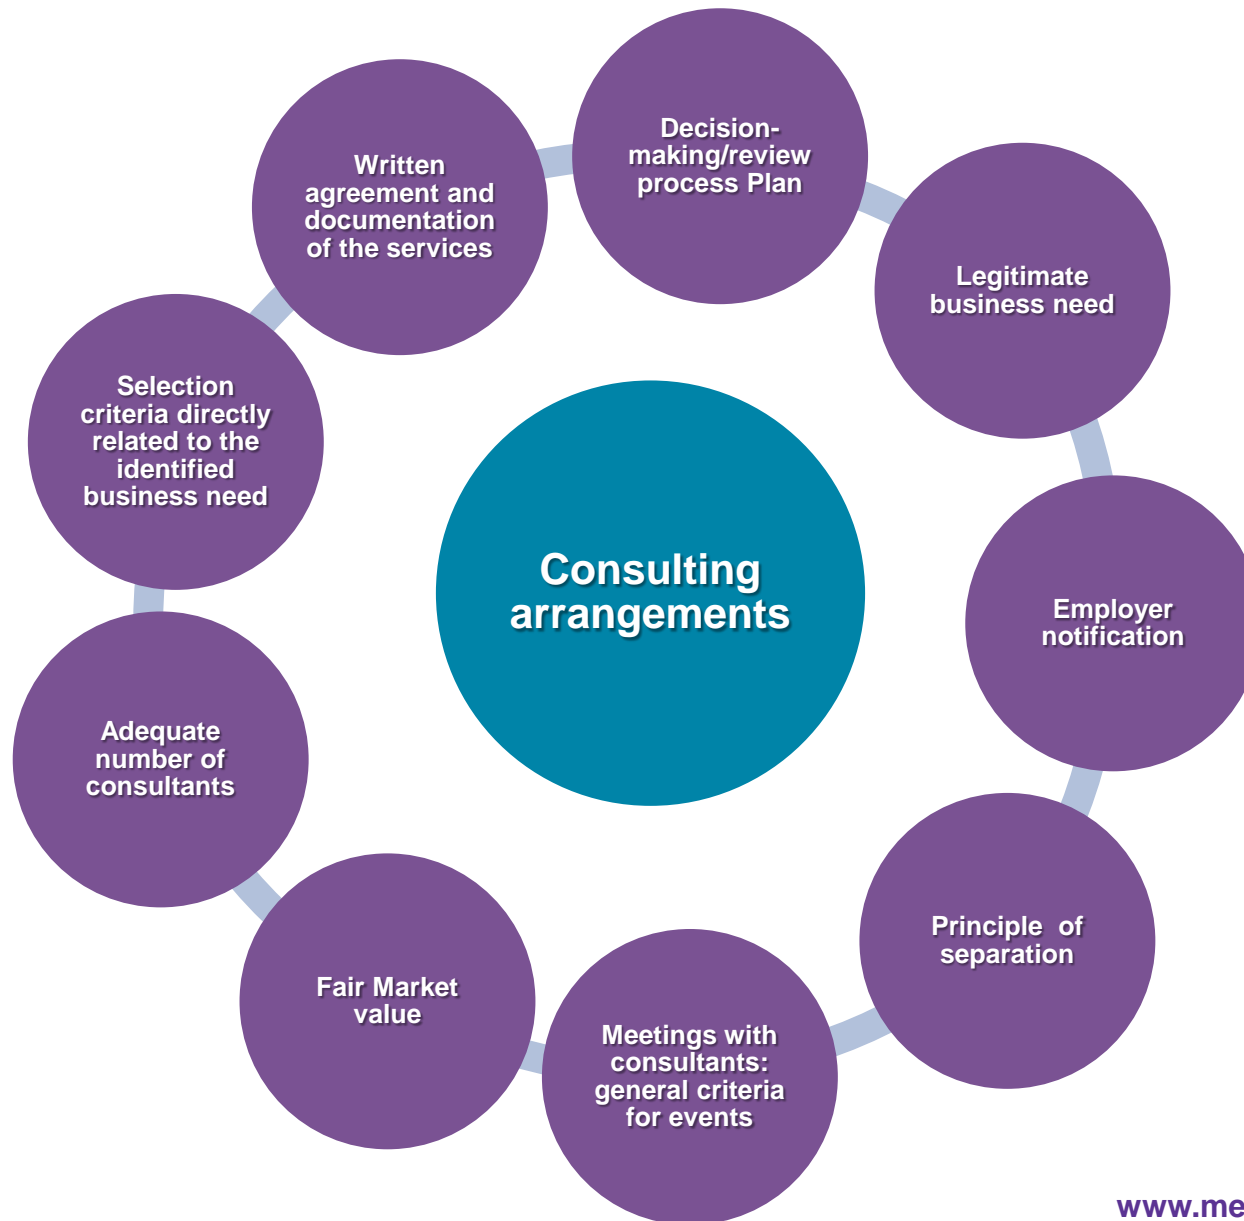 Decision-
making/review
process Plan
Legitimate
business need
Employer
notification
Principle of
separation
Meetings with
consultants:
general criteria
for events
Fair Market
value
Adequate
number of
consultants
Selection
criteria directly
related to the
identified
business need
Written
agreement and
documentation
of the services
Consulting
arrangements
www.me